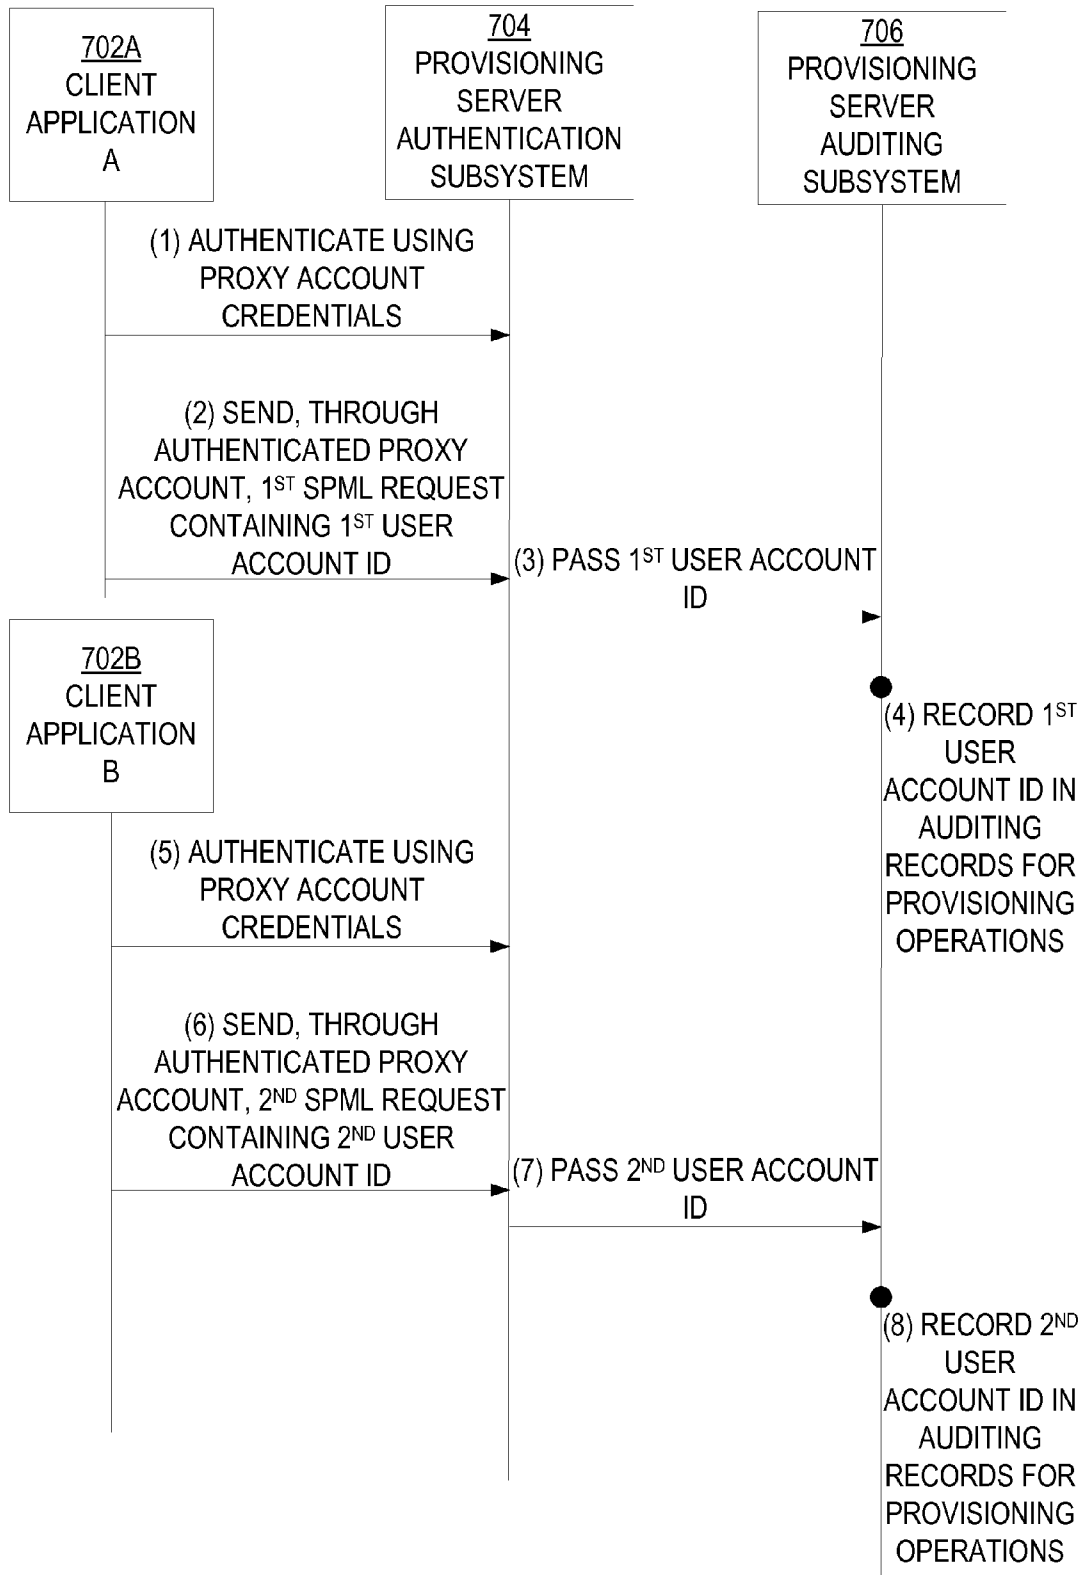 702A
CLIENT
APPLICATION
A
704
PROVISIONING
SERVER
AUTHENTICATION
SUBSYSTEM
706
PROVISIONING
SERVER
AUDITING
SUBSYSTEM
(1) AUTHENTICATE USING
PROXY ACCOUNT
CREDENTIALS
(2) SEND, THROUGH
AUTHENTICATED PROXY
ACCOUNT, 1ST SPML REQUEST
CONTAINING 1ST USER
ACCOUNT ID
(3) PASS 1ST USER ACCOUNT
ID
702B
CLIENT
APPLICATION
B
(4) RECORD 1ST
USER
ACCOUNT ID IN
AUDITING
RECORDS FOR
PROVISIONING
OPERATIONS
(5) AUTHENTICATE USING
PROXY ACCOUNT
CREDENTIALS
(6) SEND, THROUGH
AUTHENTICATED PROXY
ACCOUNT, 2ND SPML REQUEST
CONTAINING 2ND USER
ACCOUNT ID
(7) PASS 2ND USER ACCOUNT
ID
(8) RECORD 2ND
USER
ACCOUNT ID IN
AUDITING
RECORDS FOR
PROVISIONING
OPERATIONS